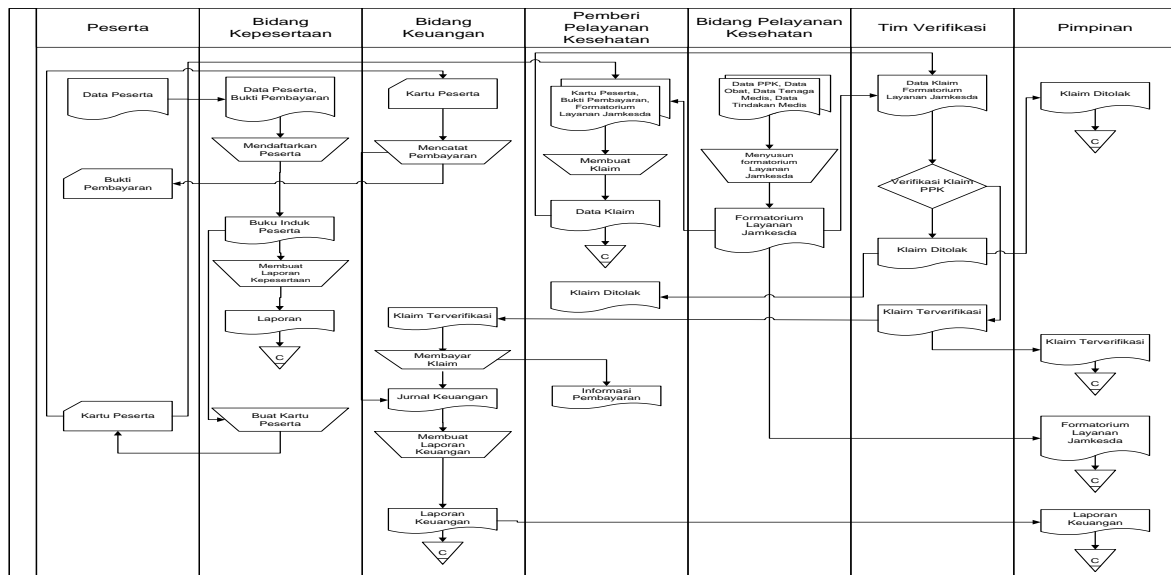 Peserta
Bidang
Kepesertaan
Bidang
Keuangan
Pemberi
Pelayanan
Kesehatan
Bidang Pelayanan
Kesehatan
Tim Verifikasi
Pimpinan
Data Peserta
Bukti
Pembayaran
Kartu Peserta
Data Peserta,
Bukti Pembayaran
Mendaftarkan
Peserta
Buku Induk
Peserta
Membuat
Laporan
Kepesertaan
Laporan
C
Buat Kartu
Peserta
Kartu Peserta
Mencatat
Pembayaran
Klaim Terverifikasi
Membayar
Klaim
Jurnal Keuangan
Membuat
Laporan
Keuangan
Laporan
Keuangan
C
Kartu Peserta,
Bukti Pembayaran,
Formatorium
Layanan Jamkesda
Membuat
Klaim
Data Klaim
C
Klaim Ditolak
Informasi
Pembayaran
Data PPK, Data
Obat, Data Tenaga
Medis, Data
Tindakan Medis
Menyusun
formatorium
Layanan
Jamkesda
Formatorium
Layanan
Jamkesda
Data Klaim
Formatorium
Layanan Jamkesda
Verifikasi Klaim
PPK
Klaim Ditolak
Klaim Terverifikasi
Klaim Ditolak
C
Klaim Terverifikasi
C
Formatorium
Layanan
Jamkesda
C
Laporan
Keuangan
C